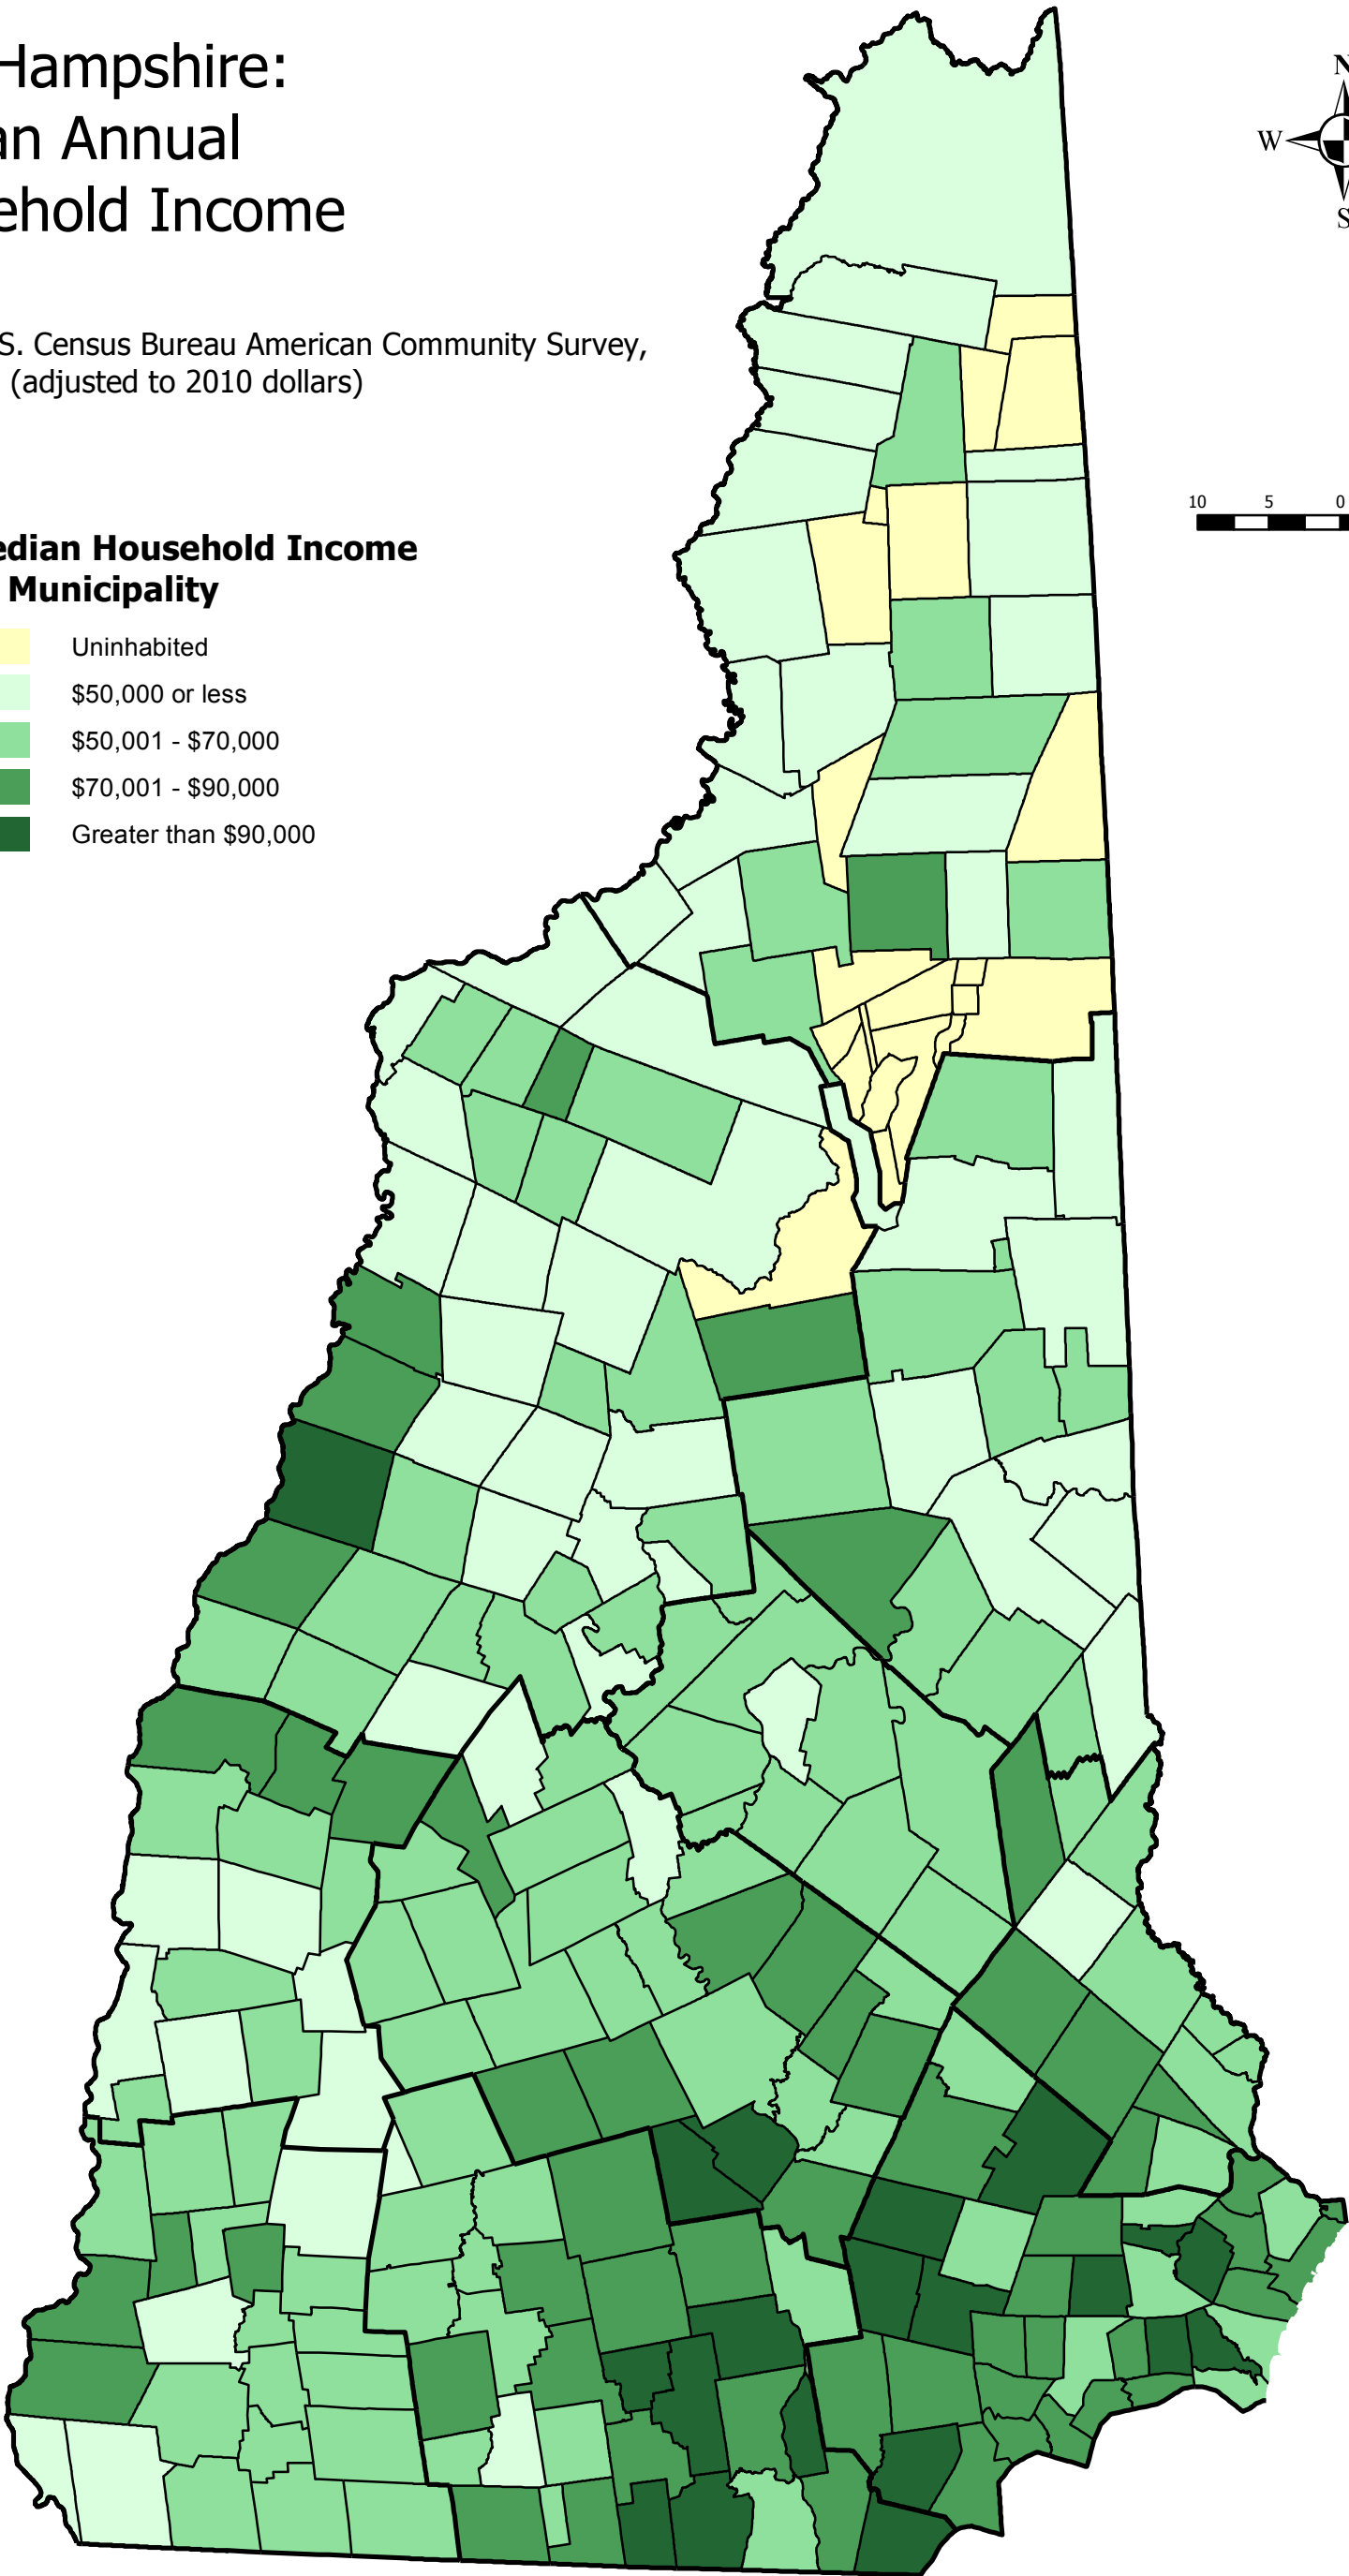 Hampshire:
an Annual
ehold Income
S. Census Bureau American Community Survey,
(adjusted to 2010 dollars)
edian Household Income
Municipality
Uninhabited
$50,000 or less
$50,001 - $70,000
$70,001 - $90,000
Greater than $90,000
N
W
S
10 5 0